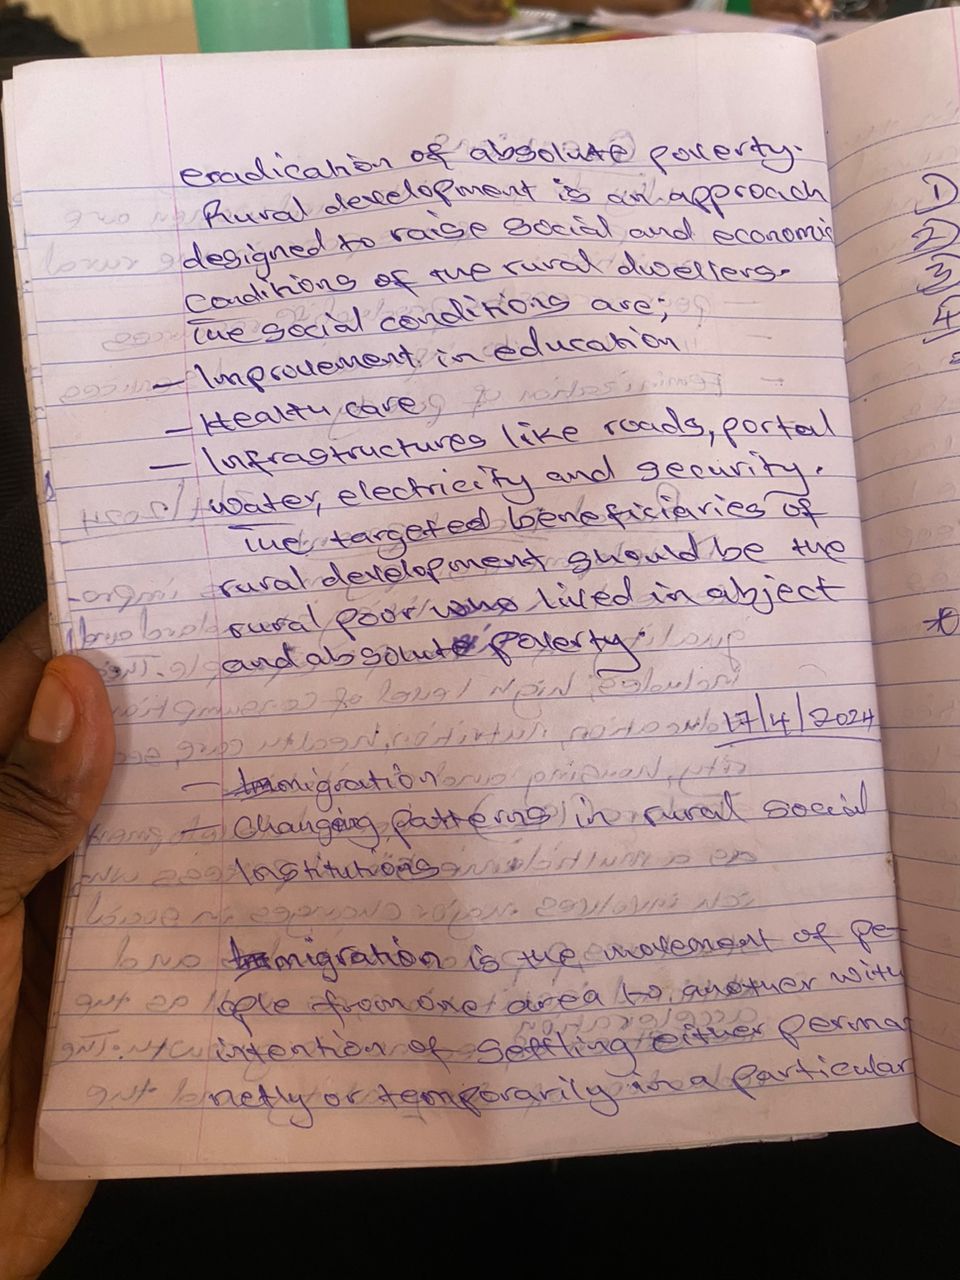 eradication of absolute poverty.
Rural development is an approach
designed to raise social and economic
conditions of the rural dwellers.
The social conditions are;
- Improvement in education
- Health care
- Infrastructures like roads, portal
water, electricity and security.
The targeted beneficiaries of
rural development should be the
rural poor who lived in abject
and absolute poverty.
17/4/2024
- migration
- Changing patterns in rural social
Institutions
migration is the movement of pe-
ople from one area to another with
intention of settling either perma
netly or temporarily in a particular
1)
2)
3)
4